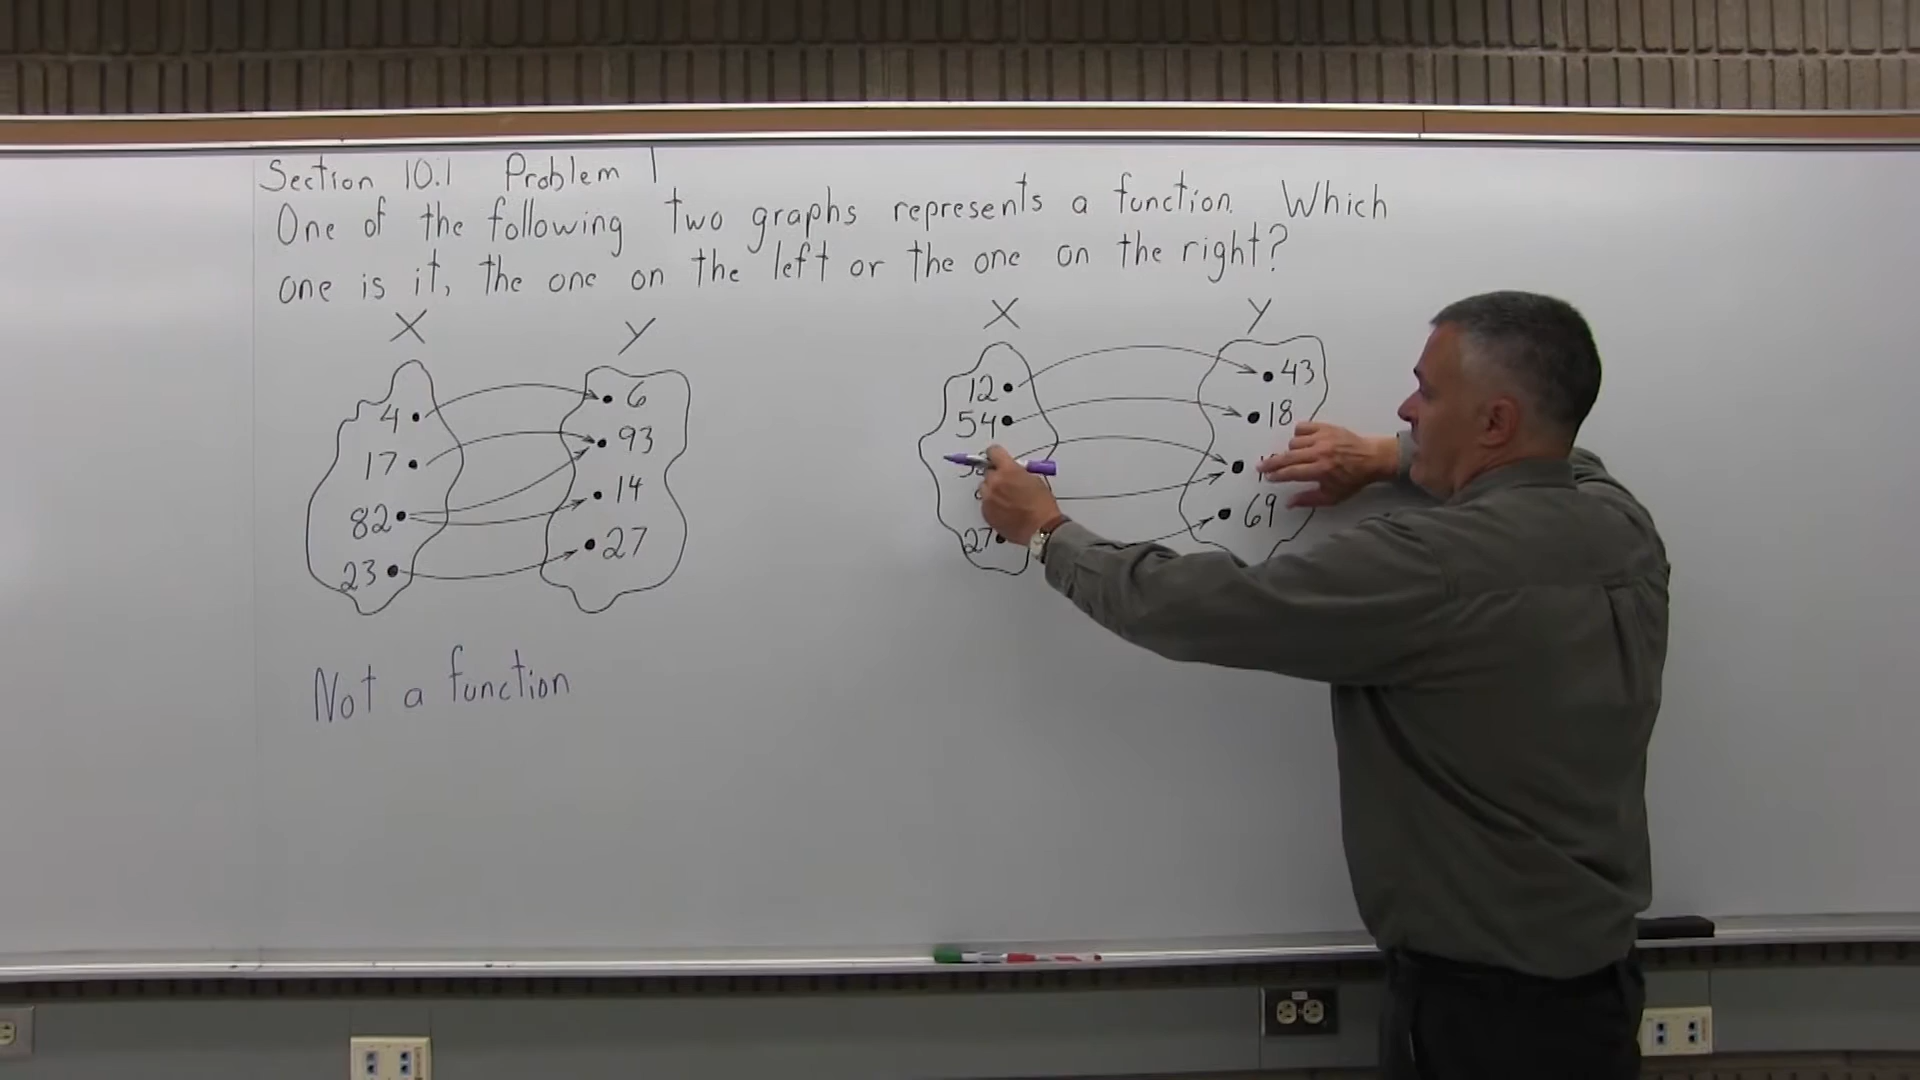 Section 10.1 Problem 1
One of the following two graphs represents a function. Which
one is it, the one on the left or the one on the right?
X
Y
4
17
82
23
6
93
14
27
Not a function
X
Y
12
54
27
43
18
69